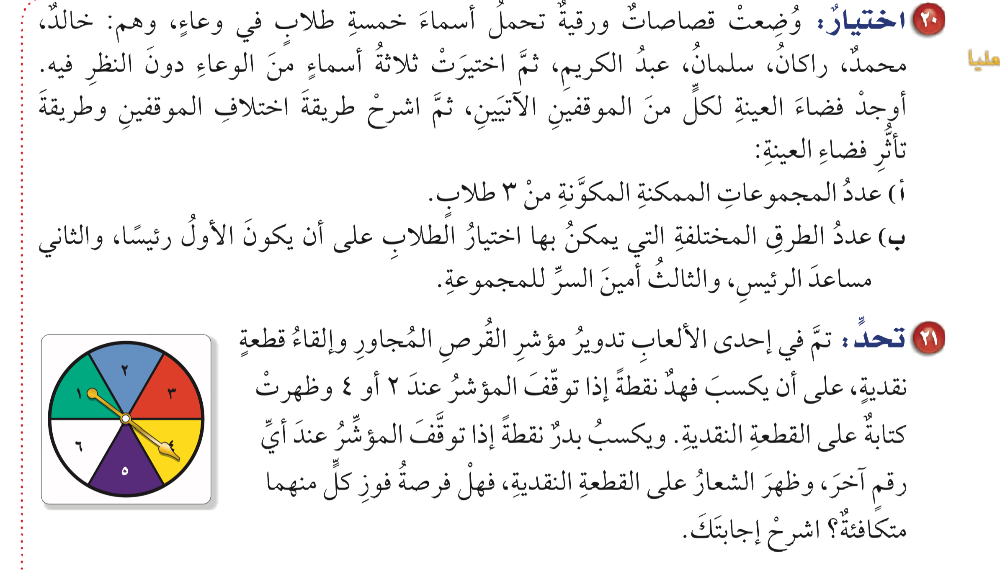 ٢٠ اختيارٌ: وُضِعتْ قصاصاتٌ ورقيةٌ تحملُ أسماءَ خمسةِ طلابٍ في وعاءٍ، وهم: خالدٌ،
محمدٌ، راكانُ، سلمانُ، عبدُ الكريمِ، ثمَّ اختيرَتْ ثلاثةُ أسماءٍ منَ الوعاءِ دونَ النظرِ فيه.
أوجدْ فضاءَ العينةِ لكلٍّ منَ الموقفينِ الآتيَينِ، ثمَّ اشرحْ طريقةَ اختلافِ الموقفينِ وطريقةَ
تأثُّرِ فضاءِ العينةِ:
أ) عددُ المجموعاتِ الممكنةِ المكوَّنةِ منْ ٣ طلابٍ.
ب) عددُ الطرقِ المختلفةِ التي يمكنُ بها اختيارُ الطلابِ على أن يكونَ الأولُ رئيسًا، والثاني
مساعدَ الرئيسِ، والثالثُ أمينَ السرِّ للمجموعةِ.
٢١ تحدٍّ: تمَّ في إحدى الألعابِ تدويرُ مؤشرِ القُرصِ المُجاورِ وإلقاءُ قطعةٍ
نقديةٍ، على أن يكسبَ فهدٌ نقطةً إذا توقّفَ المؤشرُ عندَ ٢ أو ٤ وظهرتْ
كتابةٌ على القطعةِ النقديةِ. ويكسبُ بدرٌ نقطةً إذا توقَّفَ المؤشِّرُ عندَ أيِّ
رقمٍ آخرَ، وظهرَ الشعارُ على القطعةِ النقديةِ، فهلْ فرصةُ فوزِ كلٍّ منهما
متكافئةٌ؟ اشرحْ إجابتَكَ.
٢
٣
١
٤
٦
٥